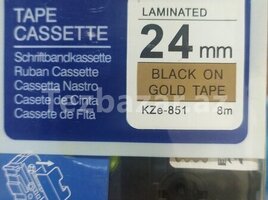 TAPE
CASSETTE
Schriftbandkassette
Ruban Cassette
Cassetta Nastro
Casete de Cinta
Cassete de Fita
LAMINATED
24 mm
BLACK ON
GOLD TAPE
KZe-851 8m